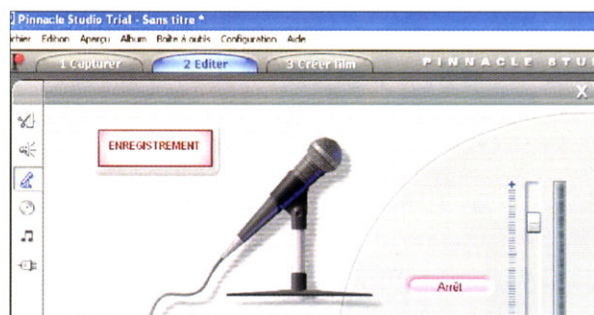 Pinnacle Studio Trial - Sans titre *
chier Edition Aperçu Album Boîte à outils Configuration Aide
1 Capturer 2 Editer 3 Créer film PINNACLE STU
X
ENREGISTREMENT
Arrêt